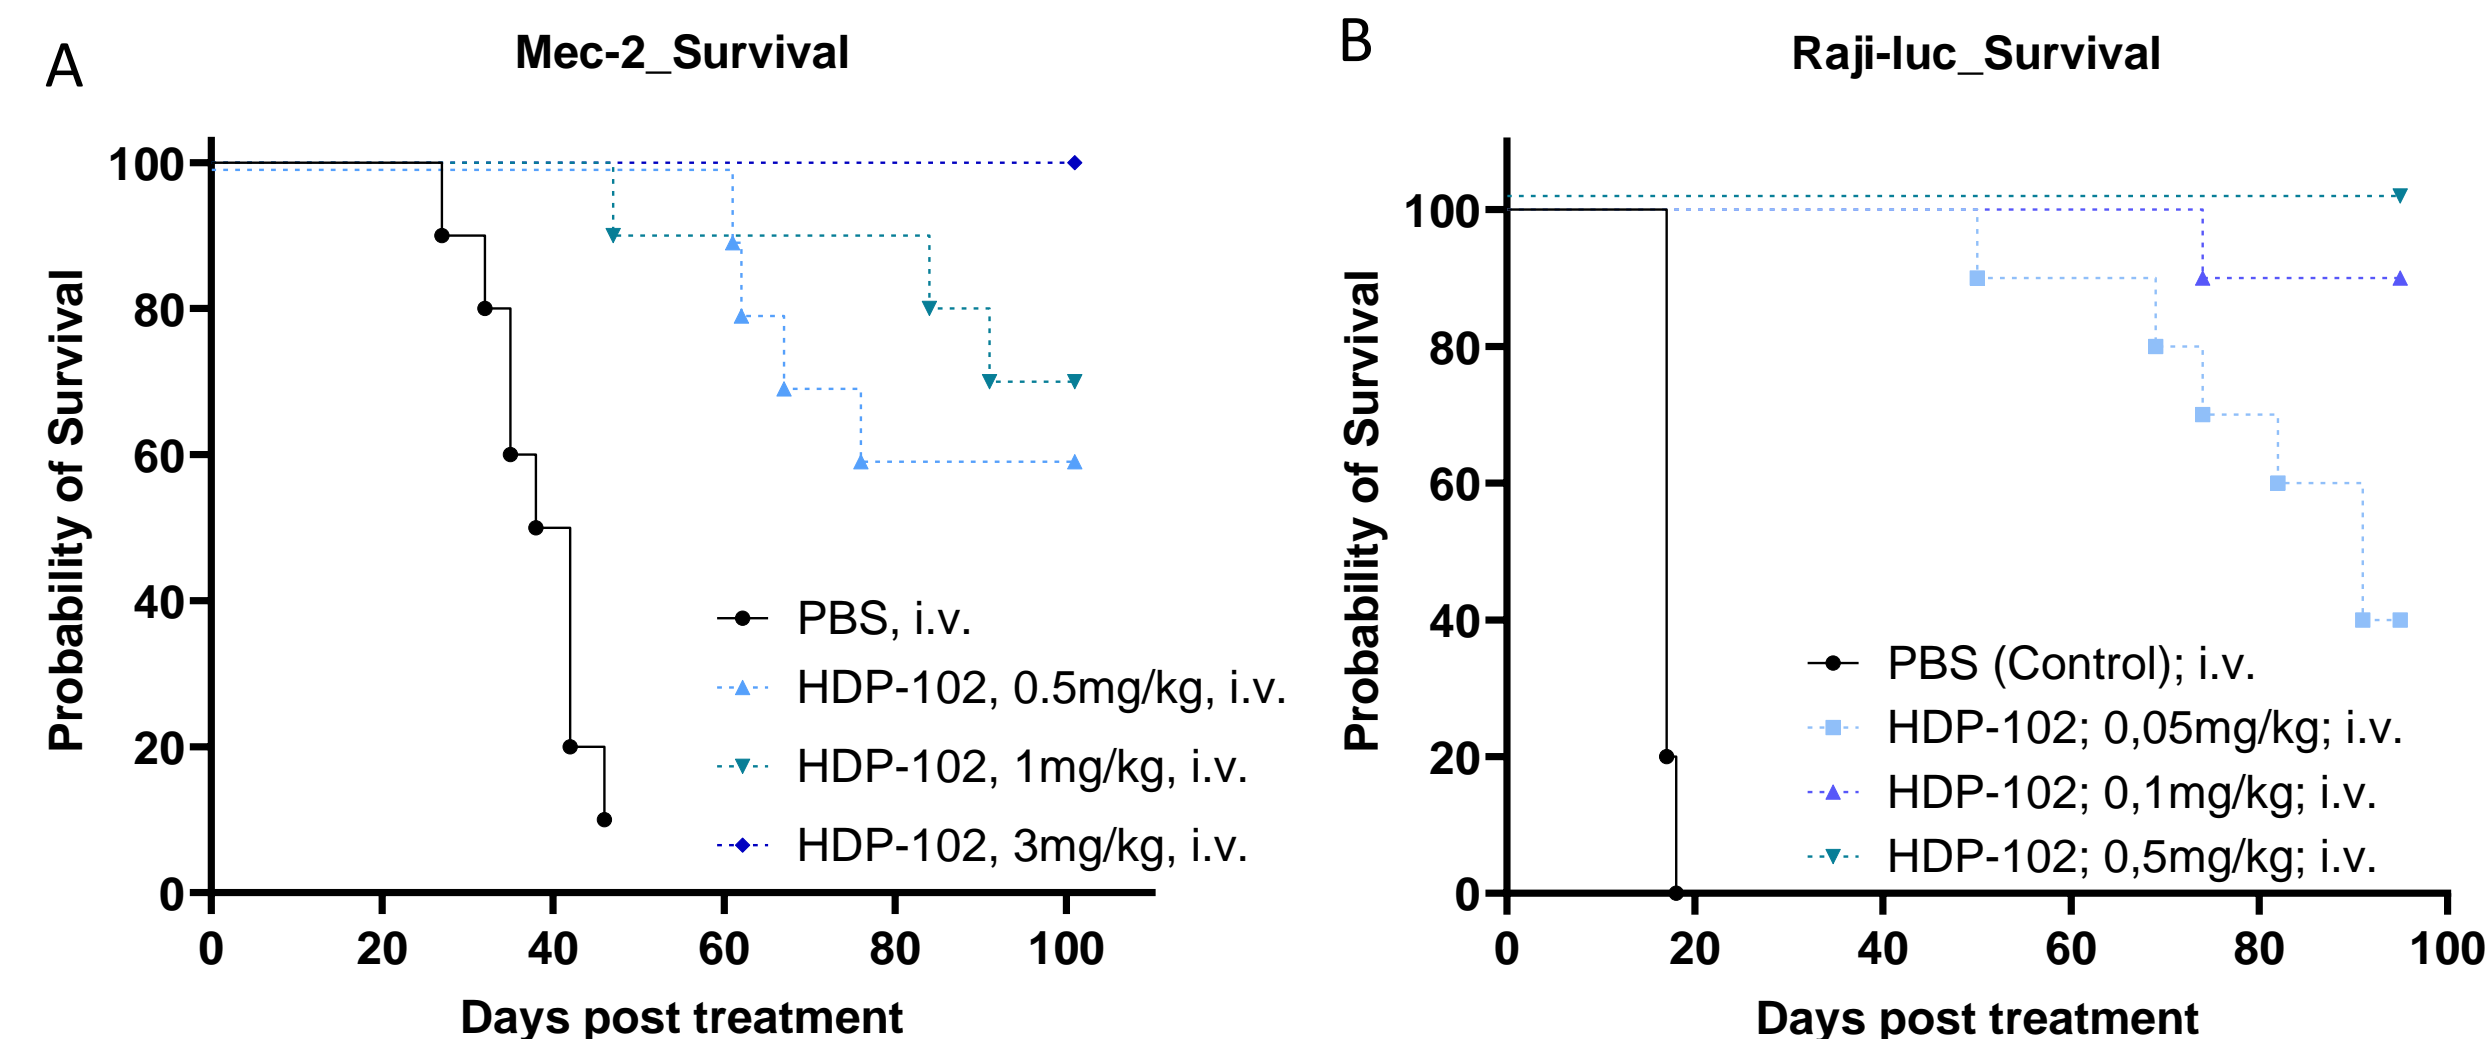 A
Mec-2_Survival
Probability of Survival
100
80
60
40
20
0
0 20 40 60 80 100
Days post treatment
PBS, i.v.
HDP-102, 0.5mg/kg, i.v.
HDP-102, 1mg/kg, i.v.
HDP-102, 3mg/kg, i.v.
B
Raji-luc_Survival
Probability of Survival
100
80
60
40
20
0
0 20 40 60 80 100
Days post treatment
PBS (Control); i.v.
HDP-102; 0,05mg/kg; i.v.
HDP-102; 0,1mg/kg; i.v.
HDP-102; 0,5mg/kg; i.v.